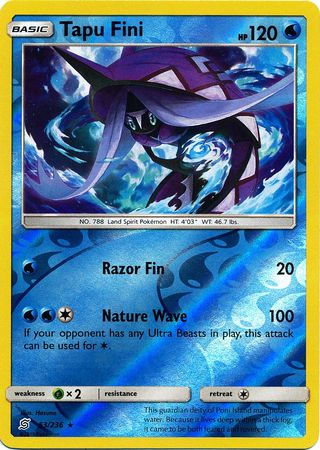 BASIC Tapu Fini HP 120
NO. 788 Land Spirit Pokémon HT: 4'03" WT: 46.7 lbs.
Razor Fin 20
Nature Wave 100
If your opponent has any Ultra Beasts in play, this attack
can be used for
weakness ×2 resistance retreat
Illus. Hasuno
53/236 ★
This guardian deity of Poni Island manipulates
water. Because it lives deep within a thick fog,
it came to be both feared and revered.